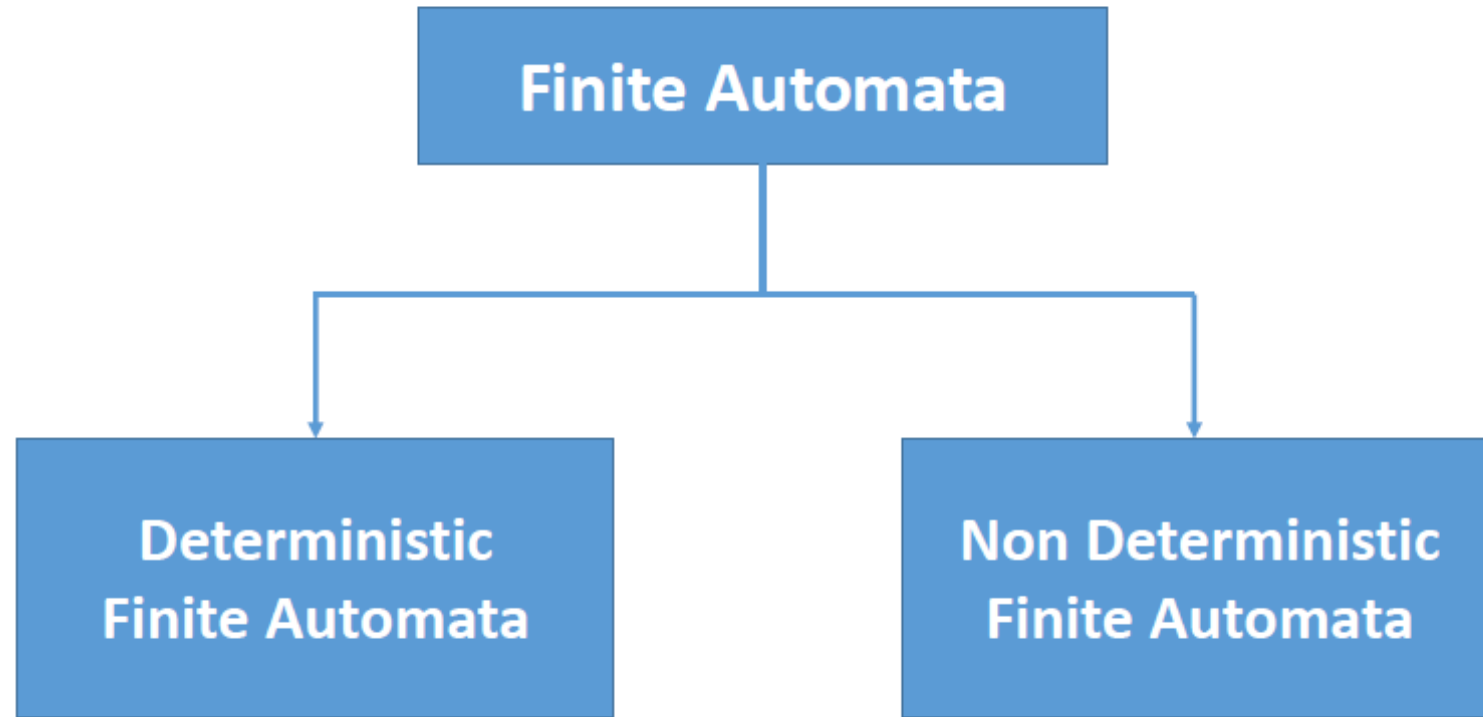 Finite Automata
Deterministic
Finite Automata
Non Deterministic
Finite Automata